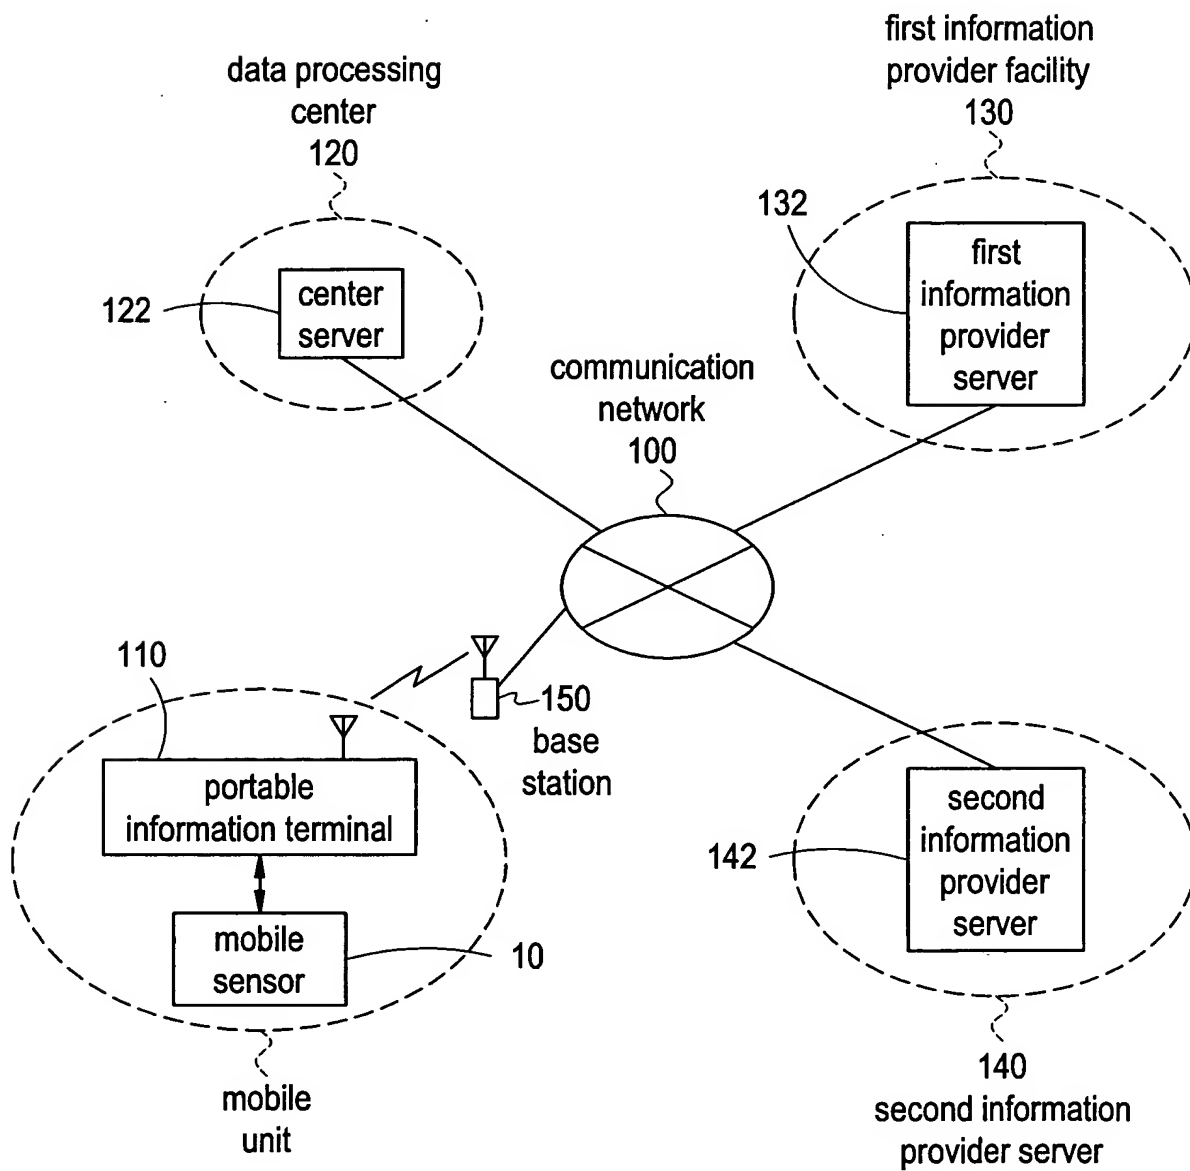 first information
provider facility
130
data processing
center
120
132
first
information
provider
server
122
center
server
communication
network
100
110
150
base
station
portable
information terminal
mobile
sensor
10
mobile
unit
142
second
information
provider
server
140
second information
provider server